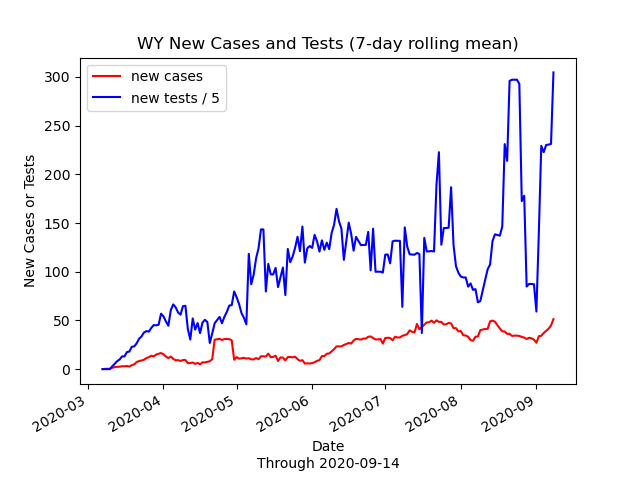 WY New Cases and Tests (7-day rolling mean)
new cases
new tests / 5
New Cases or Tests
300
250
200
150
100
50
0
2020-03
2020-04
2020-05
2020-06
2020-07
2020-08
2020-09
Date
Through 2020-09-14